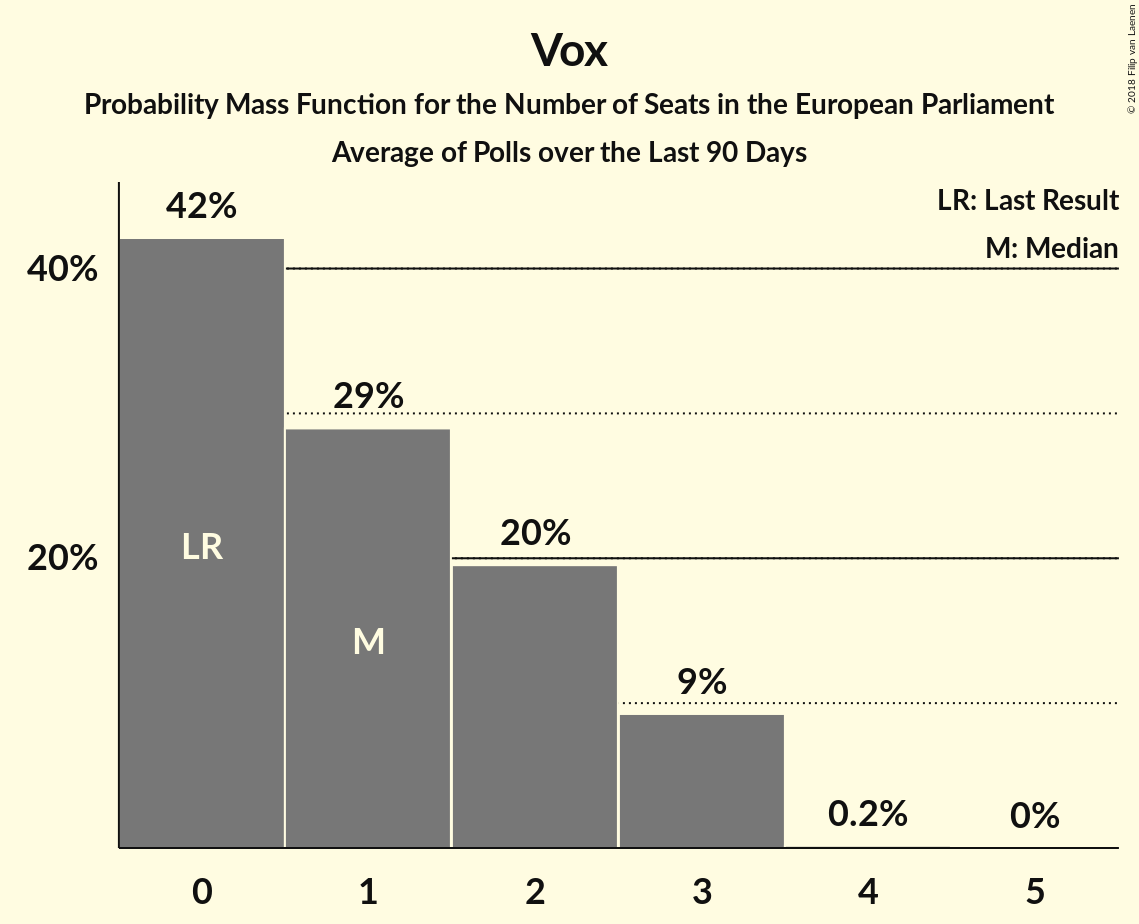 Vox
Probability Mass Function for the Number of Seats in the European Parliament
Average of Polls over the Last 90 Days
© 2018 Filip van Laenen
LR: Last Result
M: Median
42%
40%
29%
20%
20%
LR
M
9%
0.2%
0%
0 1 2 3 4 5